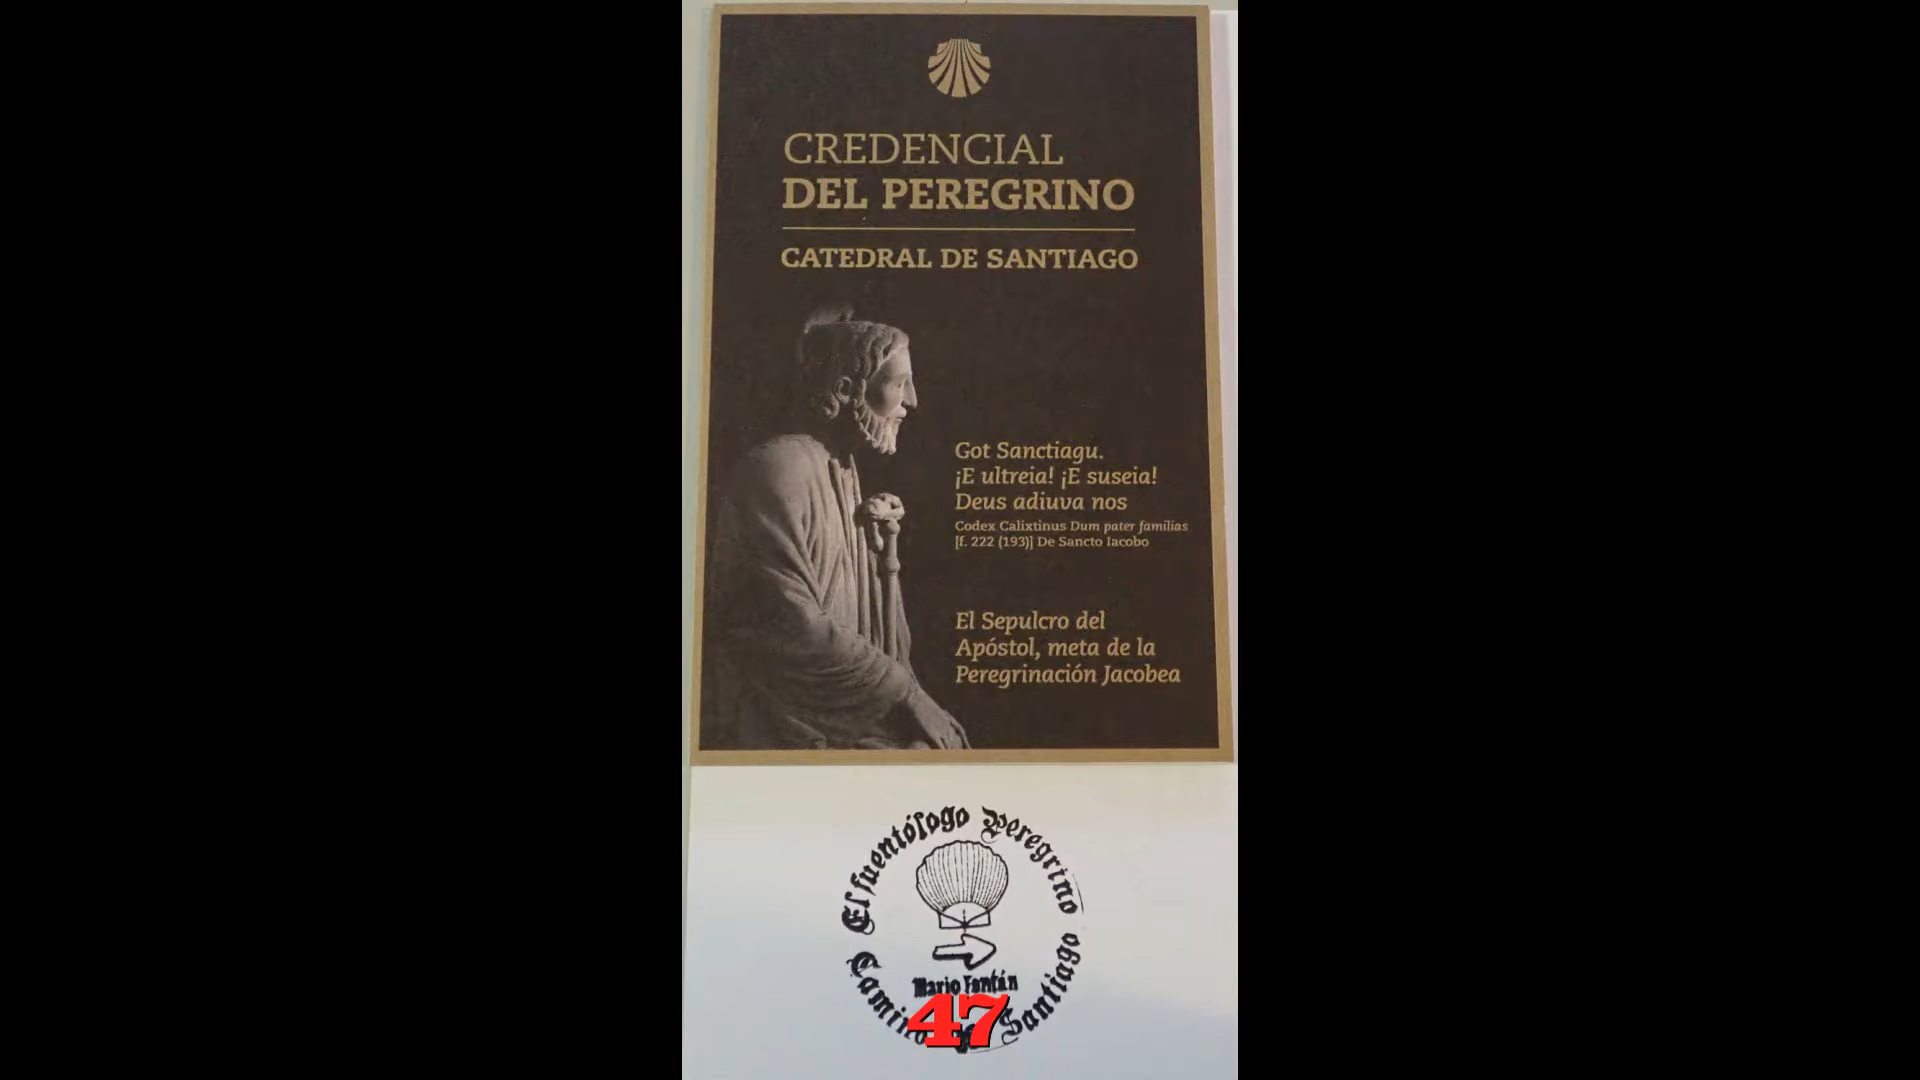 CREDENCIAL
DEL PEREGRINO
CATEDRAL DE SANTIAGO
Got Sanctiagu.
¡E ultreia! ¡E suseia!
Deus adiuva nos
Codex Calixtinus Dum pater familias
[f. 222 (193)] De Sancto Iacobo
El Sepulcro del
Apóstol, meta de la
Peregrinación Jacobea
El fuentólogo Peregrino
Mario Fontán
Santiago
47